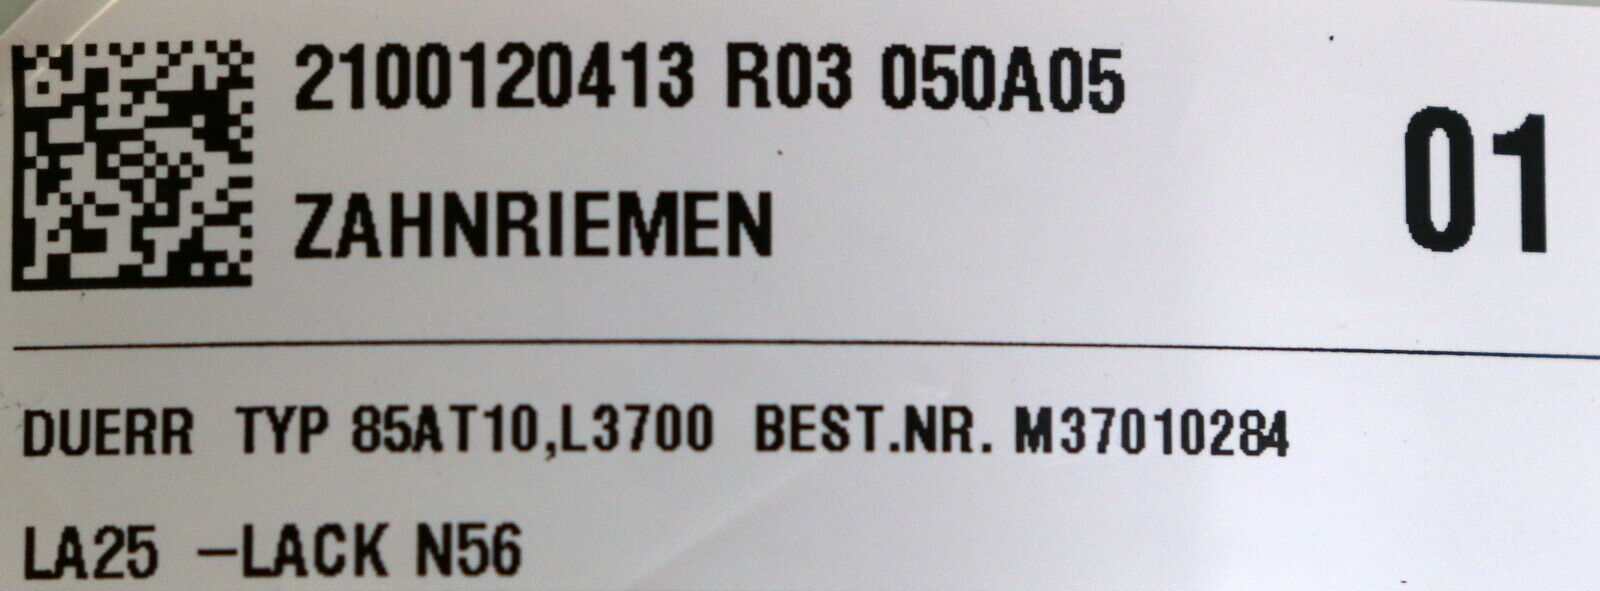 2100120413 R03 050A05
01
ZAHNRIEMEN
DUERR TYP 85AT10,L3700 BEST.NR. M37010284
LA25 -LACK N56